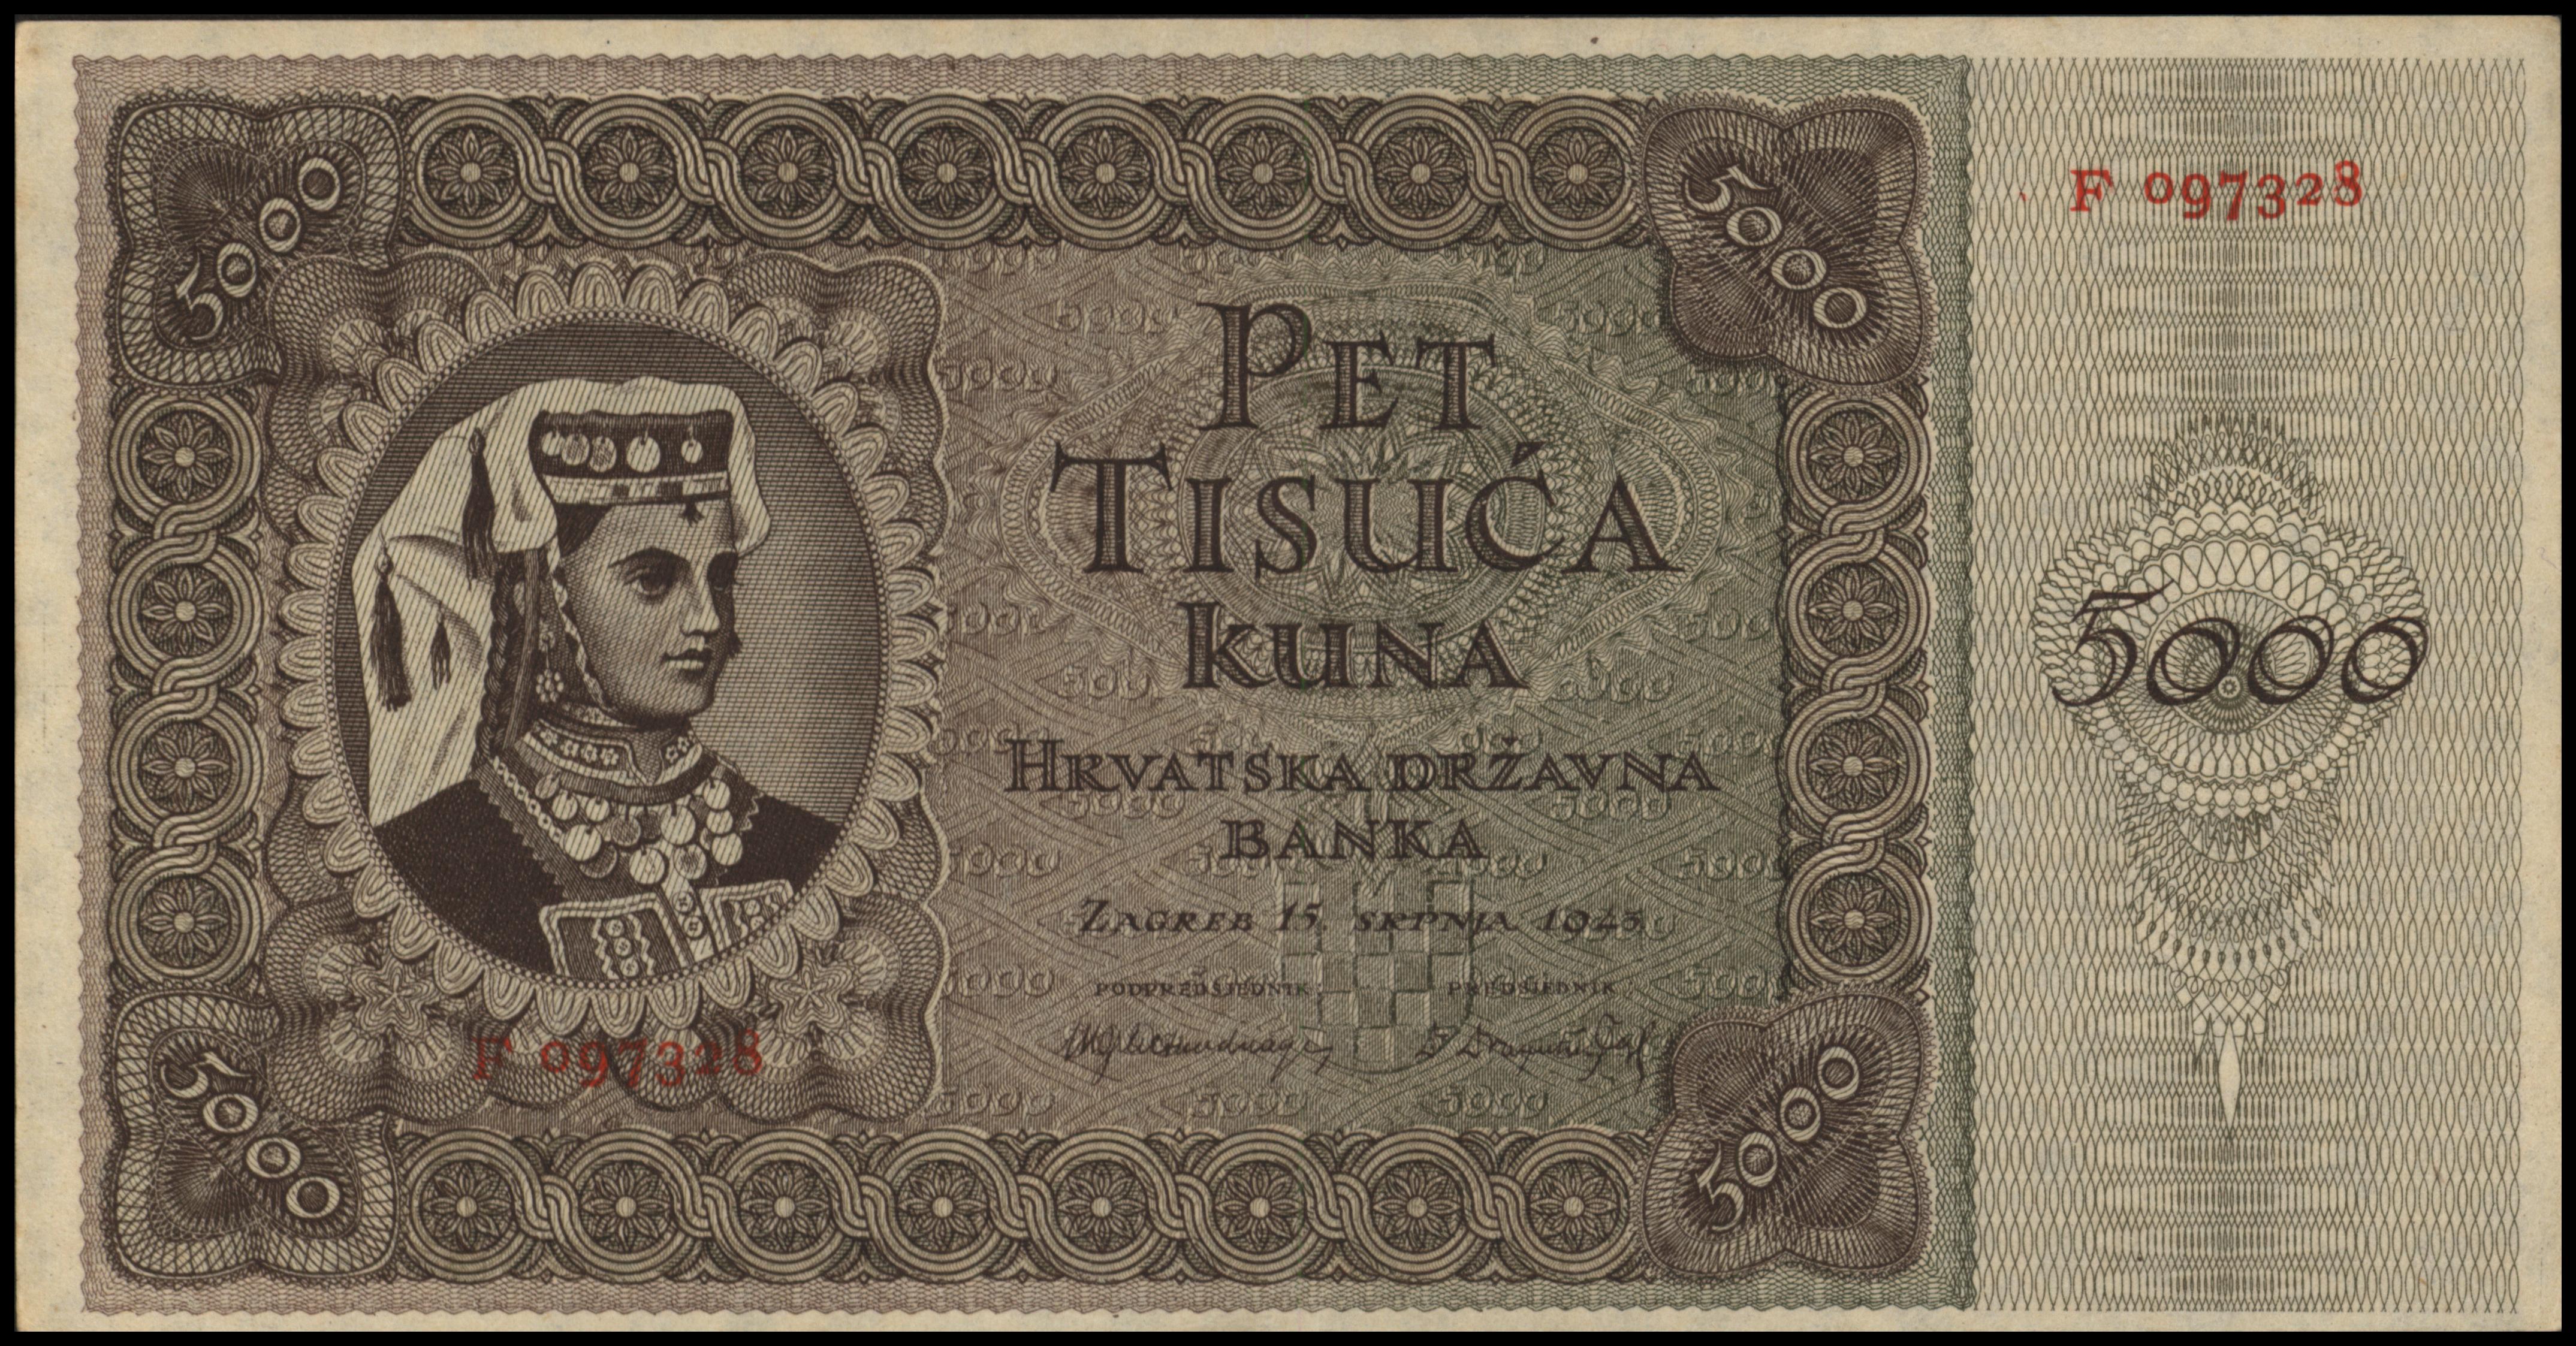 5000
5000
F 097328
PET
TISUĆA
KUNA
5000
HRVATSKA DRŽAVNA
BANKA
ZAGREB 15. SRPNJA 1943.
PODPREDSJEDNIK
PREDSJEDNIK
F 097328
5000
5000